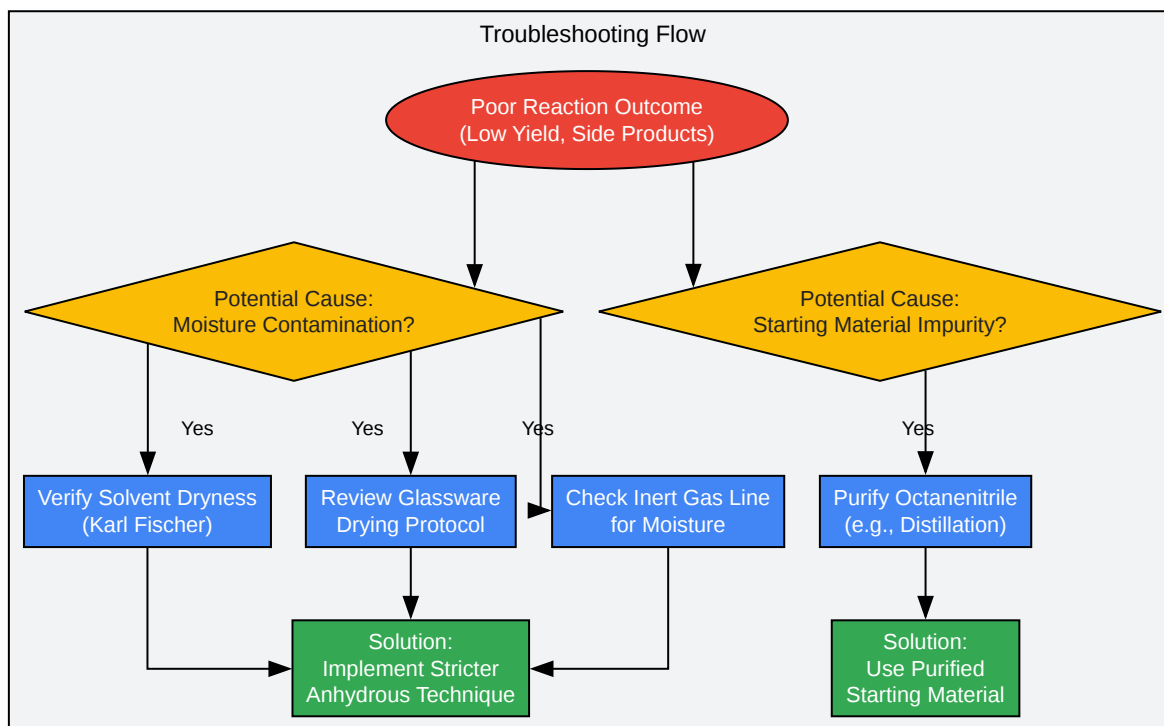 Troubleshooting Flow
Poor Reaction Outcome
(Low Yield, Side Products)
Potential Cause:
Moisture Contamination?
Potential Cause:
Starting Material Impurity?
Yes
Yes
Yes
Yes
Verify Solvent Dryness
(Karl Fischer)
Review Glassware
Drying Protocol
Check Inert Gas Line
for Moisture
Purify Octanenitrile
(e.g., Distillation)
Solution:
Implement Stricter
Anhydrous Technique
Solution:
Use Purified
Starting Material